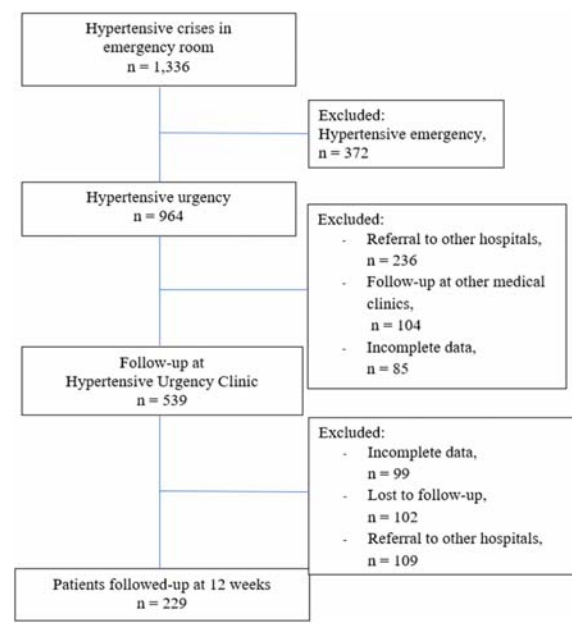 Hypertensive crises in
emergency room
n = 1,336
Excluded:
Hypertensive emergency,
n = 372
Hypertensive urgency
n = 964
Excluded:
- Referral to other hospitals,
n = 236
- Follow-up at other medical
clinics,
n = 104
- Incomplete data,
n = 85
Follow-up at
Hypertensive Urgency Clinic
n = 539
Excluded:
- Incomplete data,
n = 99
- Lost to follow-up,
n = 102
- Referral to other hospitals,
n = 109
Patients followed-up at 12 weeks
n = 229